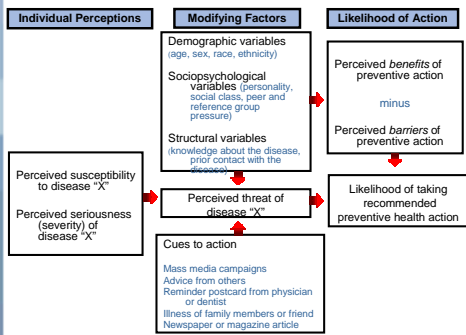 Individual Perceptions
Modifying Factors
Likelihood of Action
Demographic variables
(age, sex, race, ethnicity)
Sociopsychological
variables (personality,
social class, peer and
reference group
pressure)
Structural variables
(knowledge about the disease,
prior contact with the
disease)
Perceived benefits of
preventive action
minus
Perceived barriers of
preventive action
Perceived susceptibility
to disease "X"
Perceived seriousness
(severity) of
disease "X"
Perceived threat of
disease "X"
Likelihood of taking
recommended
preventive health action
Cues to action
Mass media campaigns
Advice from others
Reminder postcard from physician
or dentist
Illness of family members or friend
Newspaper or magazine article